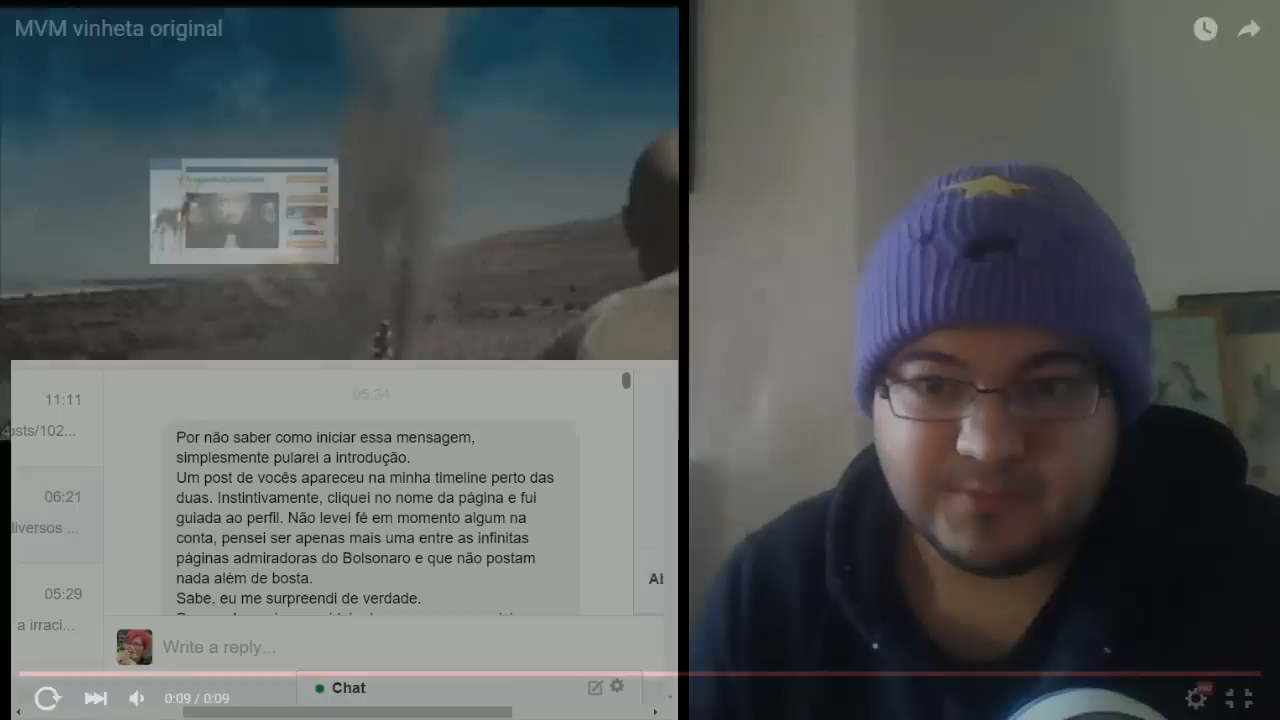 MVM vinheta original
11:11
osts/102...
06:21
diversos ...
05:29
a irraci...
05:34
Por não saber como iniciar essa mensagem,
simplesmente pularei a introdução.
Um post de vocês apareceu na minha timeline perto das
duas. Instintivamente, cliquei no nome da página e fui
guiada ao perfil. Não levei fé em momento algum na
conta, pensei ser apenas mais uma entre as infinitas
páginas admiradoras do Bolsonaro e que não postam
nada além de bosta.
Sabe, eu me surpreendi de verdade.
Write a reply...
Chat
0:09 / 0:09